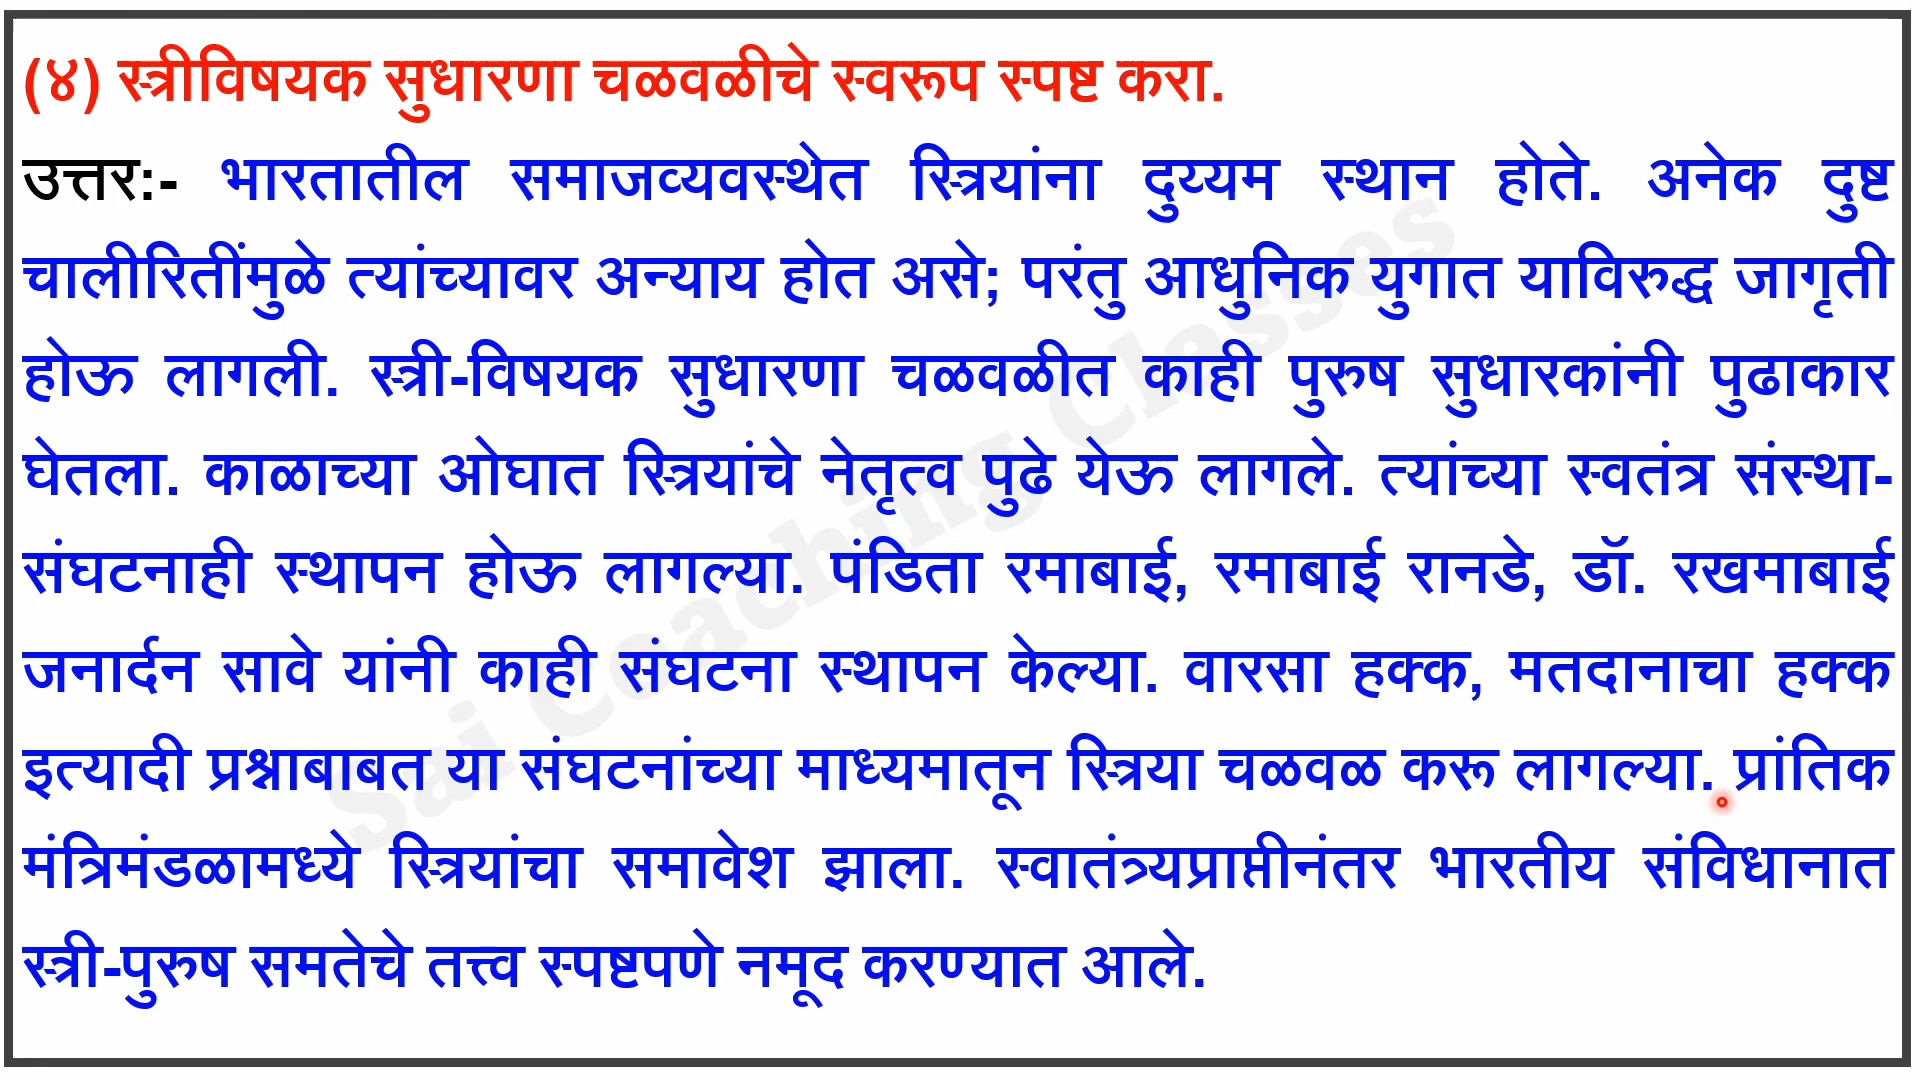 (४) स्त्रीविषयक सुधारणा चळवळीचे स्वरूप स्पष्ट करा.
उत्तर:- भारतातील समाजव्यवस्थेत स्त्रियांना दुय्यम स्थान होते. अनेक दुष्ट
चालीरितींमुळे त्यांच्यावर अन्याय होत असे; परंतु आधुनिक युगात याविरुद्ध जागृती
होऊ लागली. स्त्री-विषयक सुधारणा चळवळीत काही पुरुष सुधारकांनी पुढाकार
घेतला. काळाच्या ओघात स्त्रियांचे नेतृत्व पुढे येऊ लागले. त्यांच्या स्वतंत्र संस्था-
संघटनाही स्थापन होऊ लागल्या. पंडिता रमाबाई, रमाबाई रानडे, डॉ. रखमाबाई
जनार्दन सावे यांनी काही संघटना स्थापन केल्या. वारसा हक्क, मतदानाचा हक्क
इत्यादी प्रश्नाबाबत या संघटनांच्या माध्यमातून स्त्रिया चळवळ करू लागल्या. प्रांतिक
मंत्रिमंडळामध्ये स्त्रियांचा समावेश झाला. स्वातंत्र्यप्राप्तीनंतर भारतीय संविधानात
स्त्री-पुरुष समतेचे तत्त्व स्पष्टपणे नमूद करण्यात आले.
Sai Coaching Classes